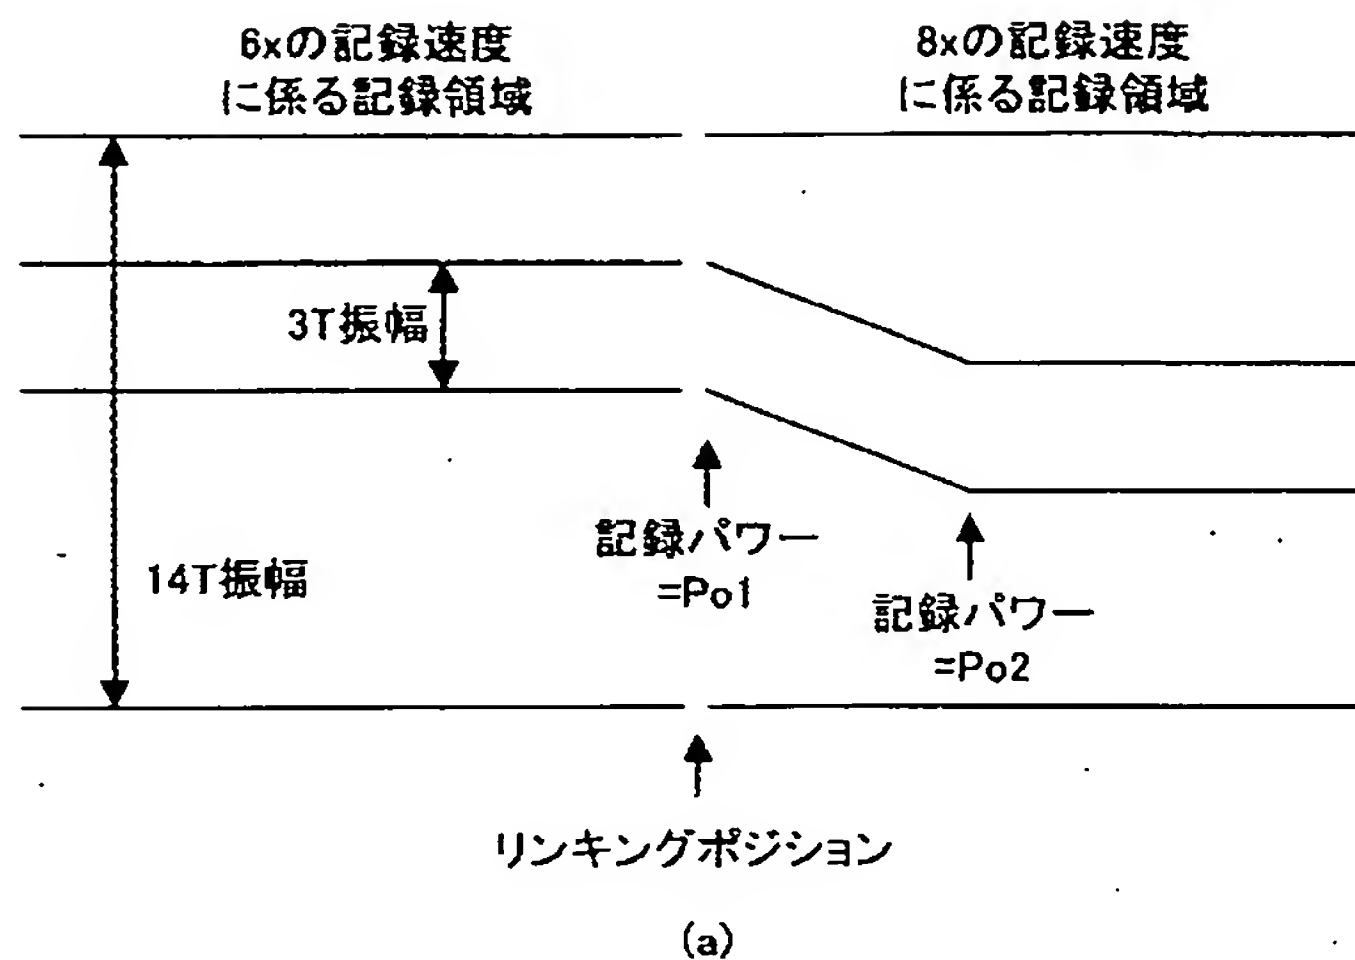 6xの記録速度
に係る記録領域
8xの記録速度
に係る記録領域
3T振幅
14T振幅
記録パワー
=Po1
記録パワー
=Po2
リンキングポジション
(a)